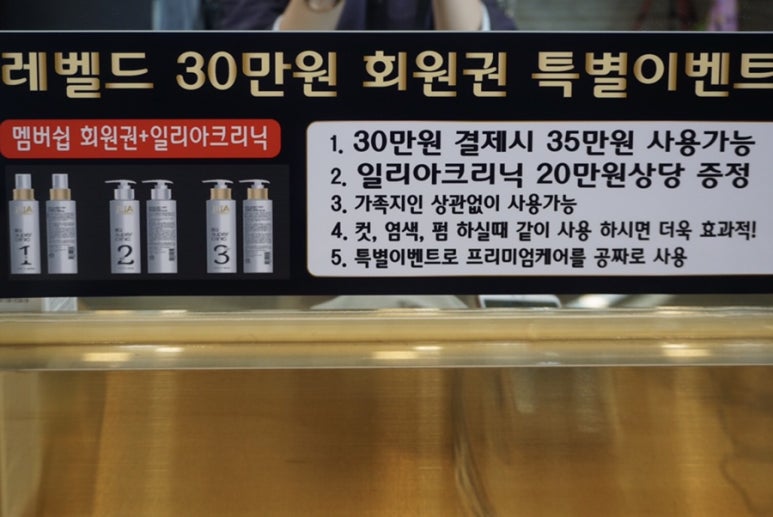 레벨드 30만원 회원권 특별이벤트
멤버쉽 회원권+일리아크리닉
1. 30만원 결제시 35만원 사용가능
2. 일리아크리닉 20만원상당 증정
3. 가족지인 상관없이 사용가능
4. 컷, 염색, 펌 하실때 같이 사용 하시면 더욱 효과적!
5. 특별이벤트로 프리미엄케어를 공짜로 사용
1
2
3